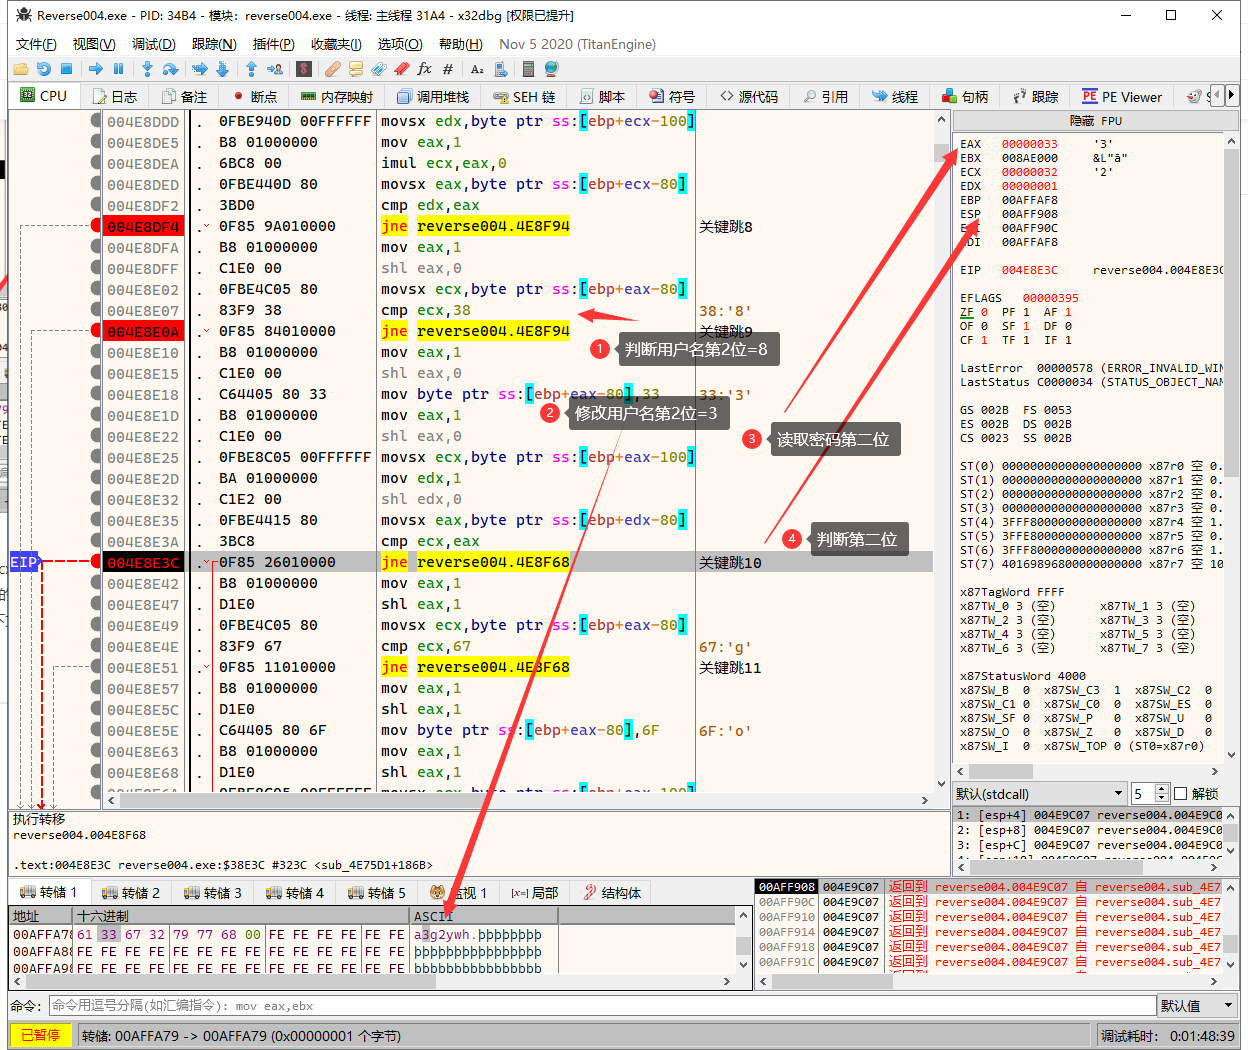 Reverse004.exe - PID: 34B4 - 模块: reverse004.exe - 线程: 主线程 31A4 - x32dbg [权限已提升]
文件(F) 视图(V) 调试(D) 跟踪(N) 插件(P) 收藏夹(I) 选项(O) 帮助(H) Nov 5 2020 (TitanEngine)
CPU 日志 备注 断点 内存映射 调用堆栈 SEH 链 脚本 符号 源代码 引用 线程 句柄 跟踪 PE Viewer
004E8DDD . 0FBE940D 00FFFFFF movsx edx,byte ptr ss:[ebp+ecx-100]
004E8DE5 . B8 01000000 mov eax,1
004E8DEA . 6BC8 00 imul ecx,eax,0
004E8DED . 0FBE440D 80 movsx eax,byte ptr ss:[ebp+ecx-80]
004E8DF2 . 3BD0 cmp edx,eax
004E8DF4 . 0F85 9A010000 jne reverse004.4E8F94 关键跳8
004E8DFA . B8 01000000 mov eax,1
004E8DFF . C1E0 00 shl eax,0
004E8E02 . 0FBE4C05 80 movsx ecx,byte ptr ss:[ebp+eax-80]
004E8E07 . 83F9 38 cmp ecx,38 38:'8'
004E8E0A . 0F85 84010000 jne reverse004.4E8F94 关键跳9
1 判断用户名第2位=8
004E8E10 . B8 01000000 mov eax,1
004E8E15 . C1E0 00 shl eax,0
004E8E18 . C64405 80 33 mov byte ptr ss:[ebp+eax-80],33 33:'3'
2 修改用户名第2位=3
004E8E1D . B8 01000000 mov eax,1
004E8E22 . C1E0 00 shl eax,0
3 读取密码第二位
004E8E25 . 0FBE8C05 00FFFFFF movsx ecx,byte ptr ss:[ebp+eax-100]
004E8E2D . BA 01000000 mov edx,1
004E8E32 . C1E2 00 shl edx,0
004E8E35 . 0FBE4415 80 movsx eax,byte ptr ss:[ebp+edx-80]
004E8E3A . 3BC8 cmp ecx,eax
4 判断第二位
EIP 004E8E3C . 0F85 26010000 jne reverse004.4E8F68 关键跳10
004E8E42 . B8 01000000 mov eax,1
004E8E47 . D1E0 shl eax,1
004E8E49 . 0FBE4C05 80 movsx ecx,byte ptr ss:[ebp+eax-80]
004E8E4E . 83F9 67 cmp ecx,67 67:'g'
004E8E51 . 0F85 11010000 jne reverse004.4E8F68 关键跳11
004E8E57 . B8 01000000 mov eax,1
004E8E5C . D1E0 shl eax,1
004E8E5E . C64405 80 6F mov byte ptr ss:[ebp+eax-80],6F 6F:'o'
004E8E63 . B8 01000000 mov eax,1
004E8E68 . D1E0 shl eax,1
隐藏 FPU
EAX 00000033 '3'
EBX 008AE000 &L"ã"
ECX 00000032 '2'
EDX 00000001
EBP 00AFFAF8
ESP 00AFF908
00AFF90C
EDI 00AFFAF8
EIP 004E8E3C reverse004.004E8E3C
EFLAGS 00000395
ZF 0 PF 1 AF 1
OF 0 SF 1 DF 0
CF 1 TF 1 IF 1
LastError 00000578 (ERROR_INVALID_WIN
LastStatus C0000034 (STATUS_OBJECT_NAM
GS 002B FS 0053
ES 002B DS 002B
CS 0023 SS 002B
ST(0) 00000000000000000000 x87r0 空 0.
ST(1) 00000000000000000000 x87r1 空 0.
ST(2) 00000000000000000000 x87r2 空 0.
ST(3) 00000000000000000000 x87r3 空 0.
ST(4) 3FFF8000000000000000 x87r4 空 1.
ST(5) 3FFE8000000000000000 x87r5 空 0.
ST(6) 3FFF8000000000000000 x87r6 空 1.
ST(7) 40169896800000000000 x87r7 空 10
x87TagWord FFFF
x87TW_0 3 (空) x87TW_1 3 (空)
x87TW_2 3 (空) x87TW_3 3 (空)
x87TW_4 3 (空) x87TW_5 3 (空)
x87TW_6 3 (空) x87TW_7 3 (空)
x87StatusWord 4000
x87SW_B 0 x87SW_C3 1 x87SW_C2 0
x87SW_C1 0 x87SW_C0 0 x87SW_ES 0
x87SW_SF 0 x87SW_P 0 x87SW_U 0
x87SW_O 0 x87SW_Z 0 x87SW_D 0
x87SW_I 0 x87SW_TOP 0 (ST0=x87r0)
默认(stdcall) 5 解锁
1: [esp+4] 004E9C07 reverse004.004E9C0
2: [esp+8] 004E9C07 reverse004.004E9C0
3: [esp+C] 004E9C07 reverse004.004E9C0
执行转移
reverse004.004E8F68
.text:004E8E3C reverse004.exe:$38E3C #323C <sub_4E75D1+186B>
转储 1 转储 2 转储 3 转储 4 转储 5 监视 1 [x=] 局部 结构体
地址 十六进制 ASCII
00AFFA78 61 33 67 32 79 77 68 00 FE FE FE FE FE FE FE FE a3g2ywh.þþþþþþþþ
00AFFA88 FE FE FE FE FE FE FE FE FE FE FE FE FE FE FE FE þþþþþþþþþþþþþþþþ
00AFFA98 FE FE FE FE FE FE FE FE FE FE FE FE FE FE FE FE þþþþþþþþþþþþþþþþ
00AFF908 004E9C07 返回到 reverse004.004E9C07 自 reverse004.sub_4E7
00AFF90C 004E9C07 返回到 reverse004.004E9C07 自 reverse004.sub_4E7
00AFF910 004E9C07 返回到 reverse004.004E9C07 自 reverse004.sub_4E7
00AFF914 004E9C07 返回到 reverse004.004E9C07 自 reverse004.sub_4E7
00AFF918 004E9C07 返回到 reverse004.004E9C07 自 reverse004.sub_4E7
00AFF91C 004E9C07 返回到 reverse004.004E9C07 自 reverse004.sub_4E7
命令: 命令用逗号分隔(如汇编指令): mov eax,ebx 默认值
已暂停 转储: 00AFFA79 -> 00AFFA79 (0x00000001 个字节) 调试耗时: 0:01:48:39